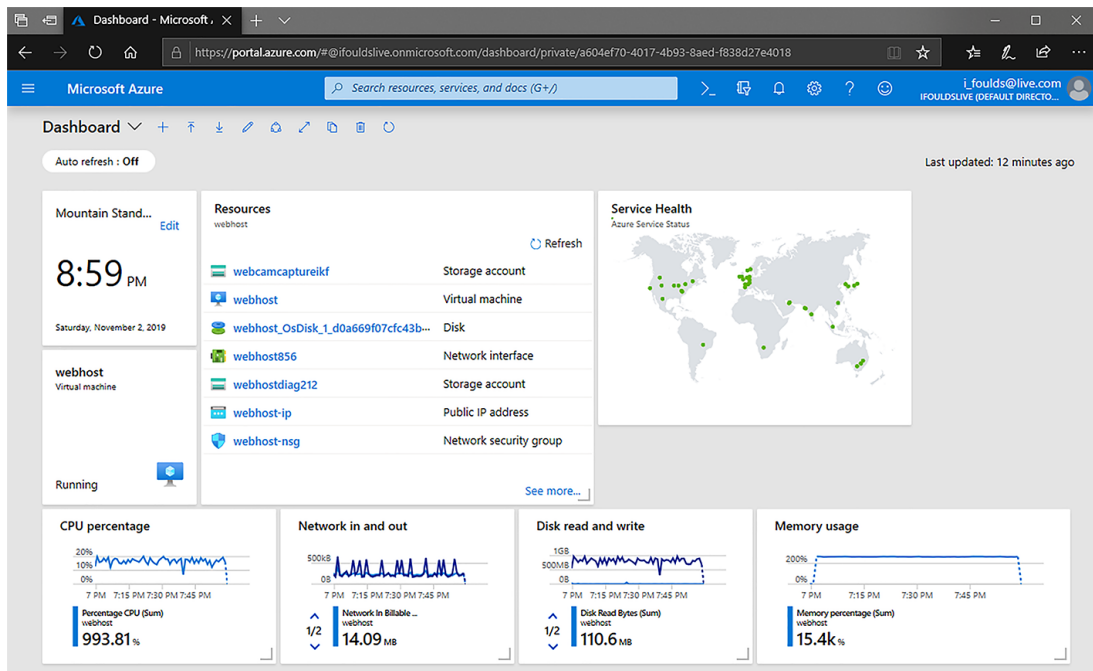 Dashboard - Microsoft A
https://portal.azure.com/#@ifouldslive.onmicrosoft.com/dashboard/private/a604ef70-4017-4b93-8aed-f838d27e4018
Microsoft Azure
Search resources, services, and docs (G+/)
i_foulds@live.com
IFOULDSLIVE (DEFAULT DIRECTO...
Dashboard
Auto refresh : Off
Last updated: 12 minutes ago
Mountain Stand...
Edit
8:59 PM
Saturday, November 2, 2019
webhost
Virtual machine
Running
Resources
webhost
Refresh
webcamcaptureikf Storage account
webhost Virtual machine
webhost_OsDisk_1_d0a669f07cfc43b... Disk
webhost856 Network interface
webhostdiag212 Storage account
webhost-ip Public IP address
webhost-nsg Network security group
See more...
Service Health
Azure Service Status
CPU percentage
20%
10%
0%
7 PM 7:15 PM 7:30 PM 7:45 PM
Percentage CPU (Sum)
webhost
993.81 %
Network in and out
500kB
0B
7 PM 7:15 PM 7:30 PM 7:45 PM
1/2
Network In Billable ...
webhost
14.09 MB
Disk read and write
1GB
500MB
0B
7 PM 7:15 PM 7:30 PM 7:45 PM
1/2
Disk Read Bytes (Sum)
webhost
110.6 MB
Memory usage
200%
0%
7 PM 7:15 PM 7:30 PM 7:45 PM
Memory percentage (Sum)
webhost
15.4k %